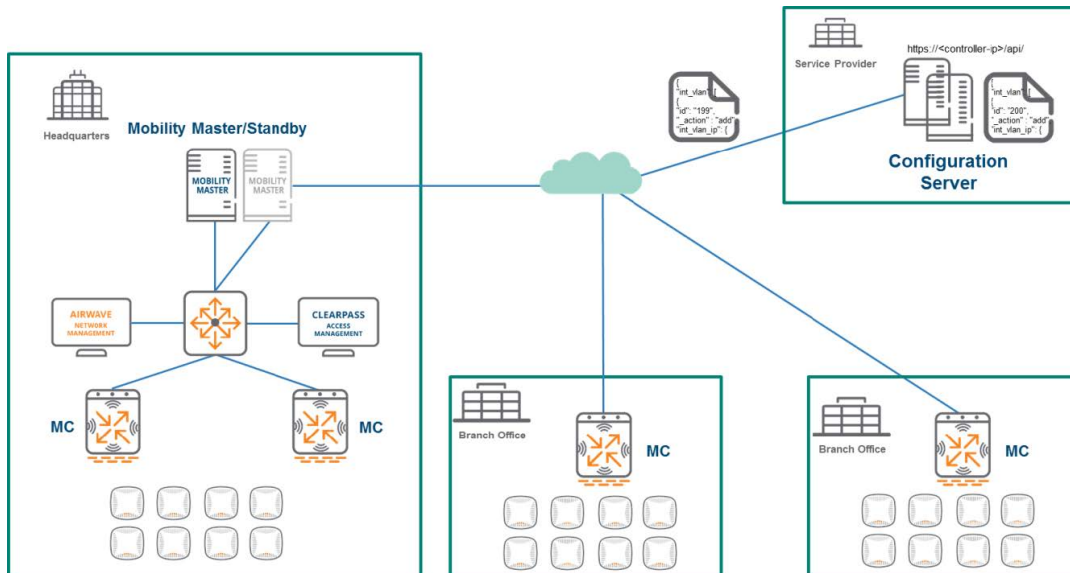 Headquarters
Mobility Master/Standby
MOBILITY
MASTER
MOBILITY
MASTER
AIRWAVE
NETWORK
MANAGEMENT
CLEARPASS
ACCESS
MANAGEMENT
MC
MC
{
"int_vlan": [
{
"id": "199",
"_action" : "add"
"int_vlan_ip": {
Service Provider
https://<controller-ip>/api/
{
"int_vlan": [
{
"id": "200",
"_action" : "add"
"int_vlan_ip": {
Configuration
Server
Branch Office
MC
Branch Office
MC